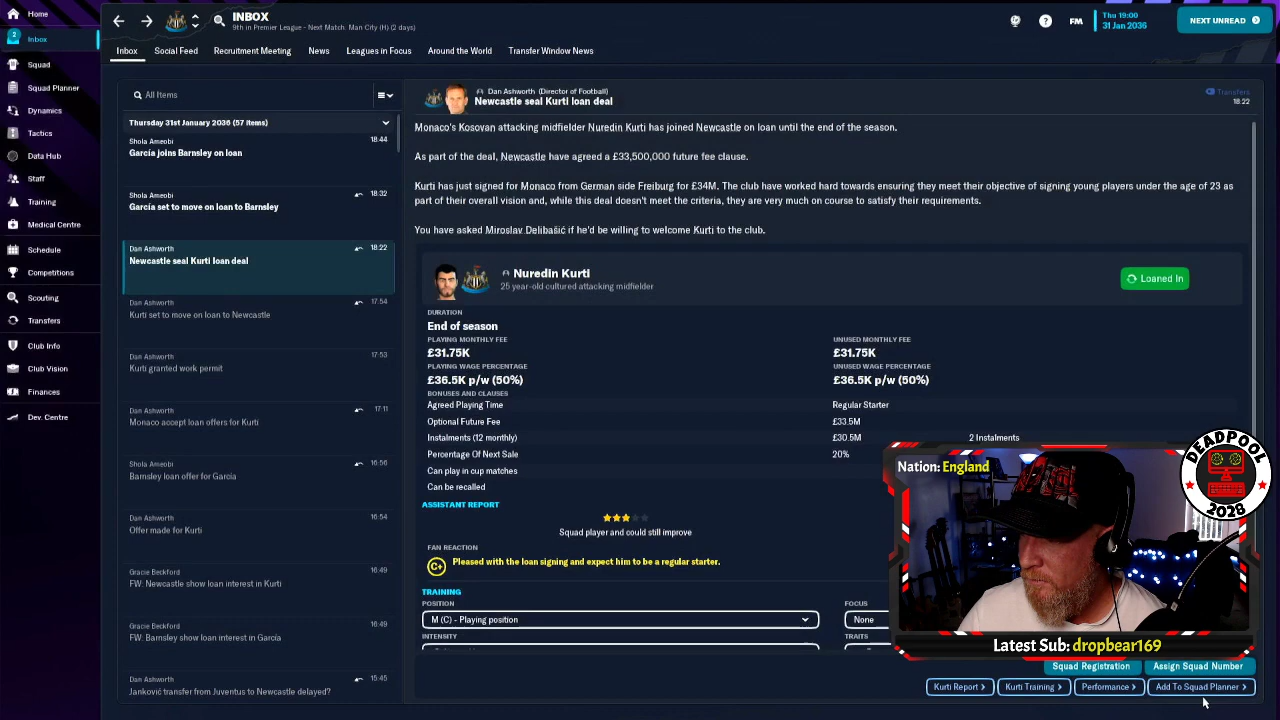 Home
2
Inbox
Squad
Squad Planner
Dynamics
Tactics
Data Hub
Staff
Training
Medical Centre
Schedule
Competitions
Scouting
Transfers
Club Info
Club Vision
Finances
Dev. Centre
INBOX
9th in Premier League - Next Match. Man City (H) (2 days)
FM
Thu 19:00
31 Jan 2036
NEXT UNREAD
Inbox
Social Feed
Recruitment Meeting
News
Leagues in Focus
Around the World
Transfer Window News
All Items
Thursday 31st January 2036 (57 items)
Shola Ameobi
18:44
García joins Barnsley on loan
Shola Ameobi
18:32
García set to move on loan to Barnsley
Dan Ashworth
18:22
Newcastle seal Kurti loan deal
Dan Ashworth
17:54
Kurti set to move on loan to Newcastle
Dan Ashworth
17:53
Kurti granted work permit
Dan Ashworth
17:11
Monaco accept loan offers for Kurti
Shola Ameobi
16:56
Barnsley loan offer for García
Dan Ashworth
16:54
Offer made for Kurti
Gracie Beckford
16:49
FW: Newcastle show loan interest in Kurti
Gracie Beckford
16:49
FW: Barnsley show loan interest in García
Dan Ashworth
15:45
Janković transfer from Juventus to Newcastle delayed?
Dan Ashworth (Director of Football)
Newcastle seal Kurti loan deal
Transfers
18:22
Monaco's Kosovan attacking midfielder Nuredin Kurti has joined Newcastle on loan until the end of the season.
As part of the deal, Newcastle have agreed a £33,500,000 future fee clause.
Kurti has just signed for Monaco from German side Freiburg for £34M. The club have worked hard towards ensuring they meet their objective of signing young players under the age of 23 as
part of their overall vision and, while this deal doesn't meet the criteria, they are very much on course to satisfy their requirements.
You have asked Miroslav Delibašić if he'd be willing to welcome Kurti to the club.
Nuredin Kurti
25 year-old cultured attacking midfielder
Loaned In
DURATION
End of season
PLAYING MONTHLY FEE
UNUSED MONTHLY FEE
£31.75K
£31.75K
PLAYING WAGE PERCENTAGE
UNUSED WAGE PERCENTAGE
£36.5K p/w (50%)
£36.5K p/w (50%)
BONUSES AND CLAUSES
Agreed Playing Time
Regular Starter
Optional Future Fee
£33.5M
Instalments (12 monthly)
£30.5M
2 Instalments
Percentage Of Next Sale
20%
Can play in cup matches
Can be recalled
ASSISTANT REPORT
Squad player and could still improve
FAN REACTION
C+
Pleased with the loan signing and expect him to be a regular starter.
TRAINING
POSITION
FOCUS
M (C) - Playing position
None
INTENSITY
TRAITS
Nation: England
DEADPOOL
2028
Latest Sub: dropbear169
Squad Registration
Assign Squad Number
Kurti Report
Kurti Training
Performance
Add To Squad Planner